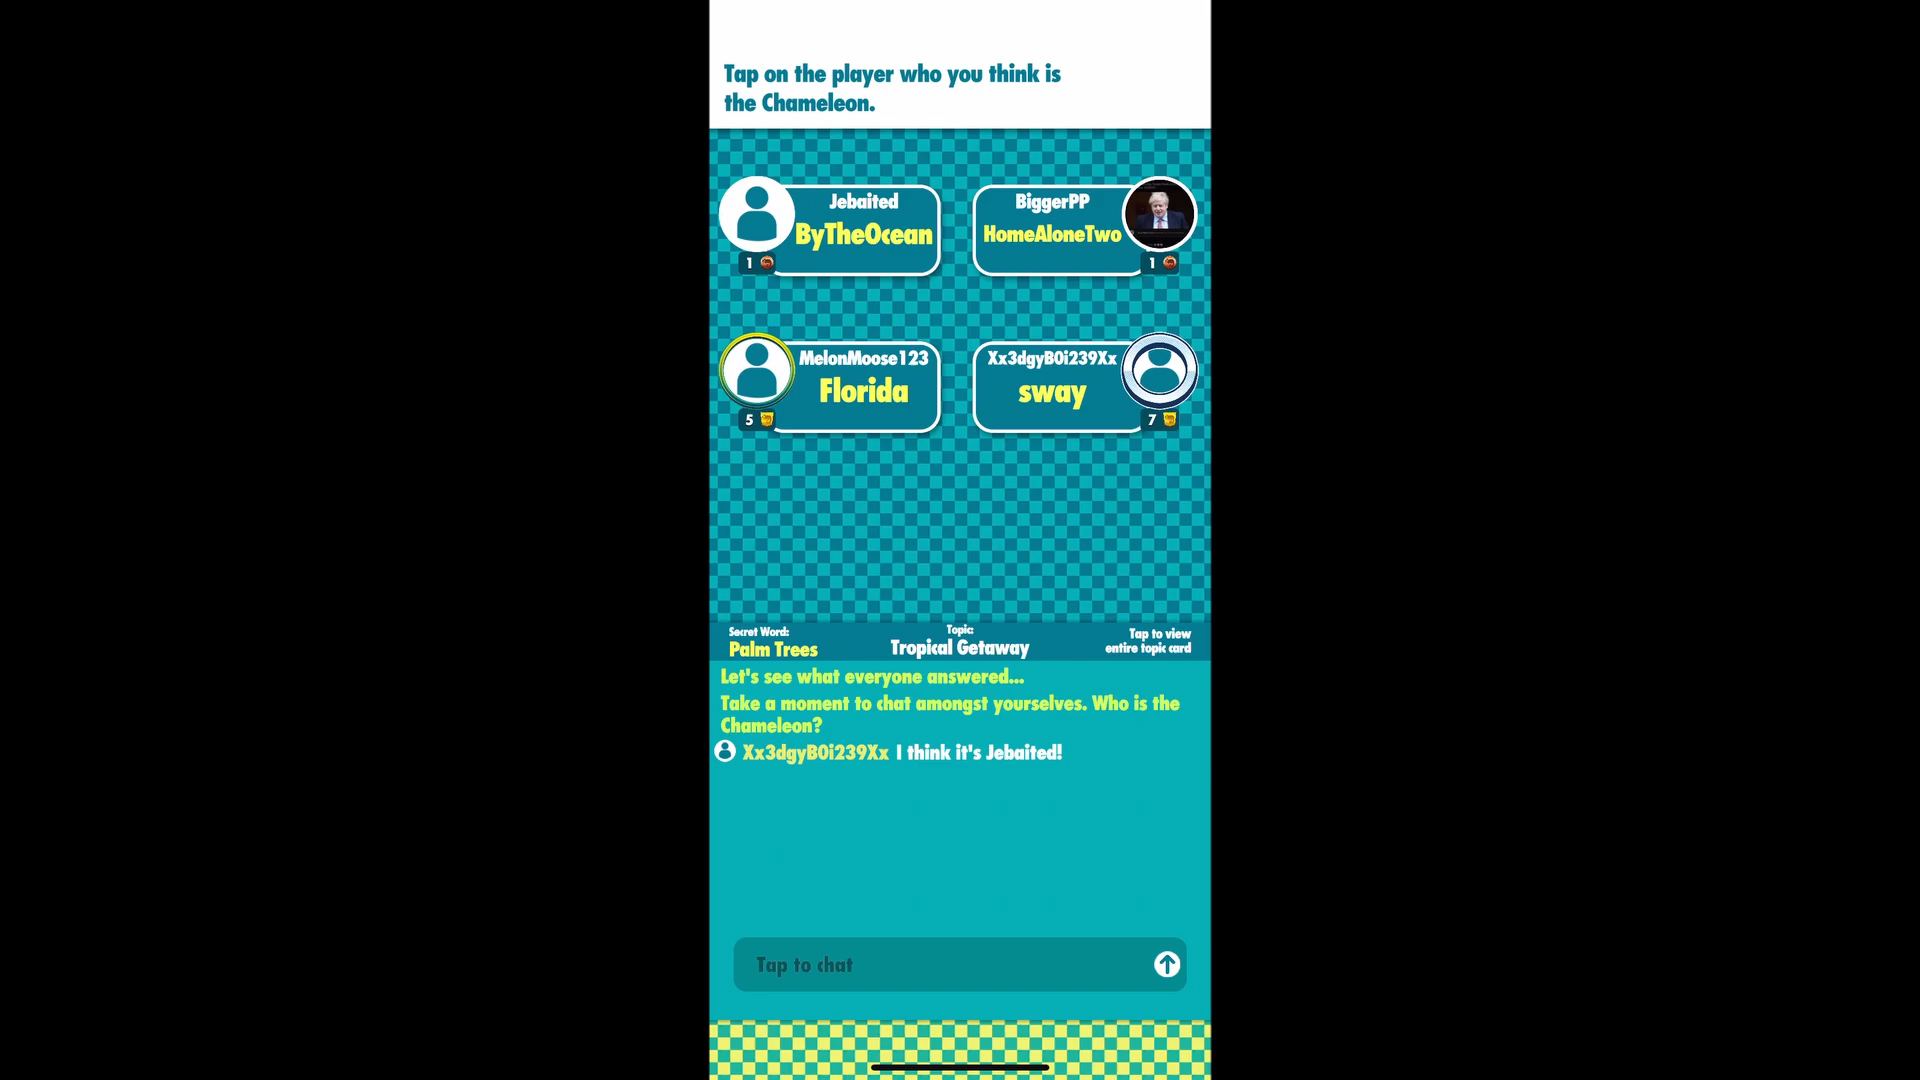 Tap on the player who you think is
the Chameleon.
Jebaited
ByTheOcean
1
BiggerPP
HomeAloneTwo
1
MelonMoose123
Florida
5
Xx3dgyB0i239Xx
sway
7
Secret Word:
Palm Trees
Topic:
Tropical Getaway
Tap to view
entire topic card
Let's see what everyone answered...
Take a moment to chat amongst yourselves. Who is the
Chameleon?
Xx3dgyB0i239Xx I think it's Jebaited!
Tap to chat